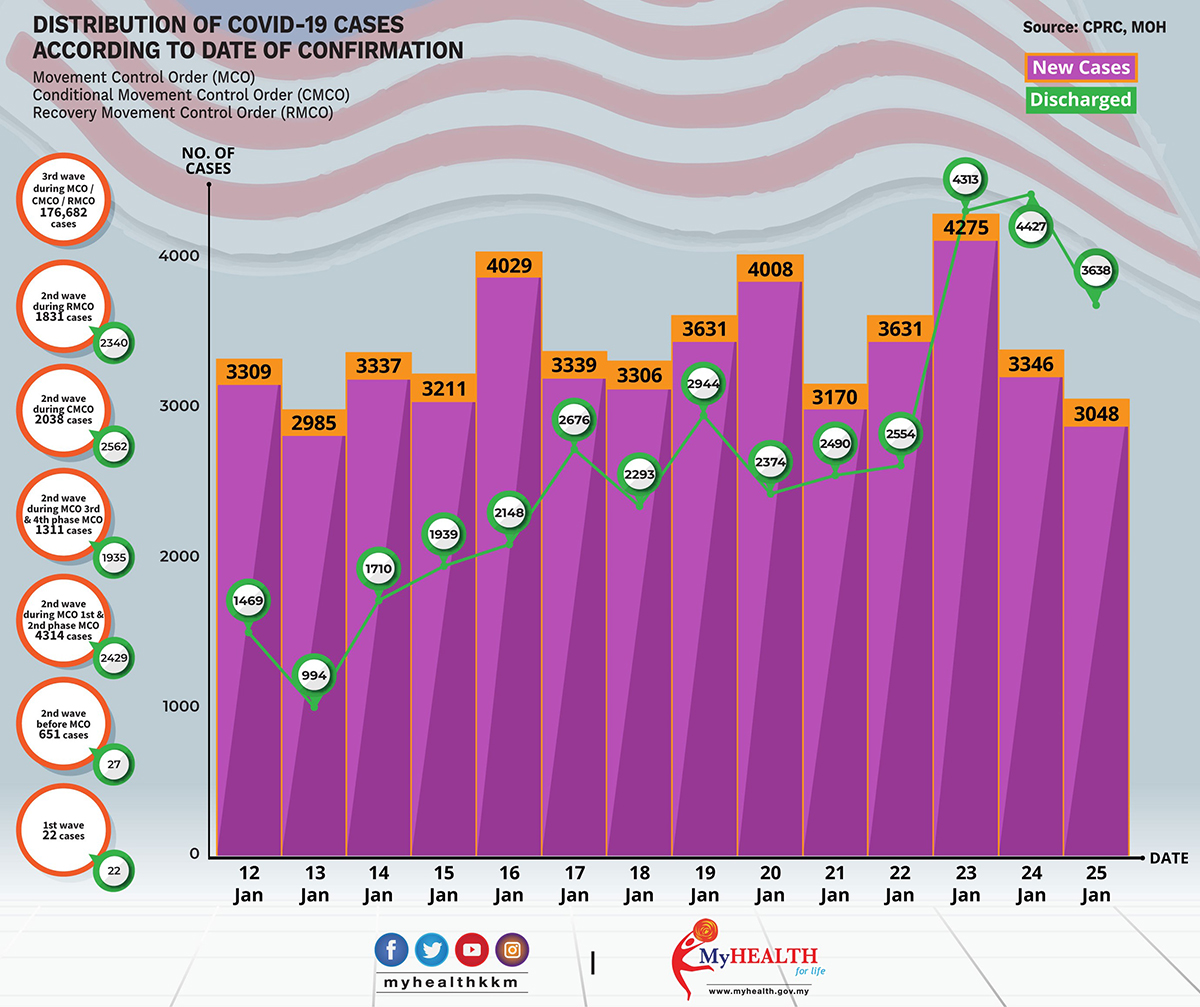 DISTRIBUTION OF COVID-19 CASES
ACCORDING TO DATE OF CONFIRMATION
Movement Control Order (MCO)
Conditional Movement Control Order (CMCO)
Recovery Movement Control Order (RMCO)
Source: CPRC, MOH
New Cases
Discharged
3rd wave
during MCO /
CMCO / RMCO
176,682
cases
2nd wave
during RMCO
1831 cases
2340
2nd wave
during CMCO
2038 cases
2562
2nd wave
during MCO 3rd
& 4th phase MCO
1311 cases
1935
2nd wave
during MCO 1st &
2nd phase MCO
4314 cases
2429
2nd wave
before MCO
651 cases
27
1st wave
22 cases
22
NO. OF
CASES
4000
3000
2000
1000
0
3309
2985
3337
3211
4029
3339
3306
3631
4008
3170
3631
4275
3346
3048
1469
994
1710
1939
2148
2676
2293
2944
2374
2490
2554
4313
4427
3638
12 13 14 15 16 17 18 19 20 21 22 23 24 25
Jan Jan Jan Jan Jan Jan Jan Jan Jan Jan Jan Jan Jan Jan
DATE
myhealthkkm
MyHEALTH
for life
www.myhealth.gov.my